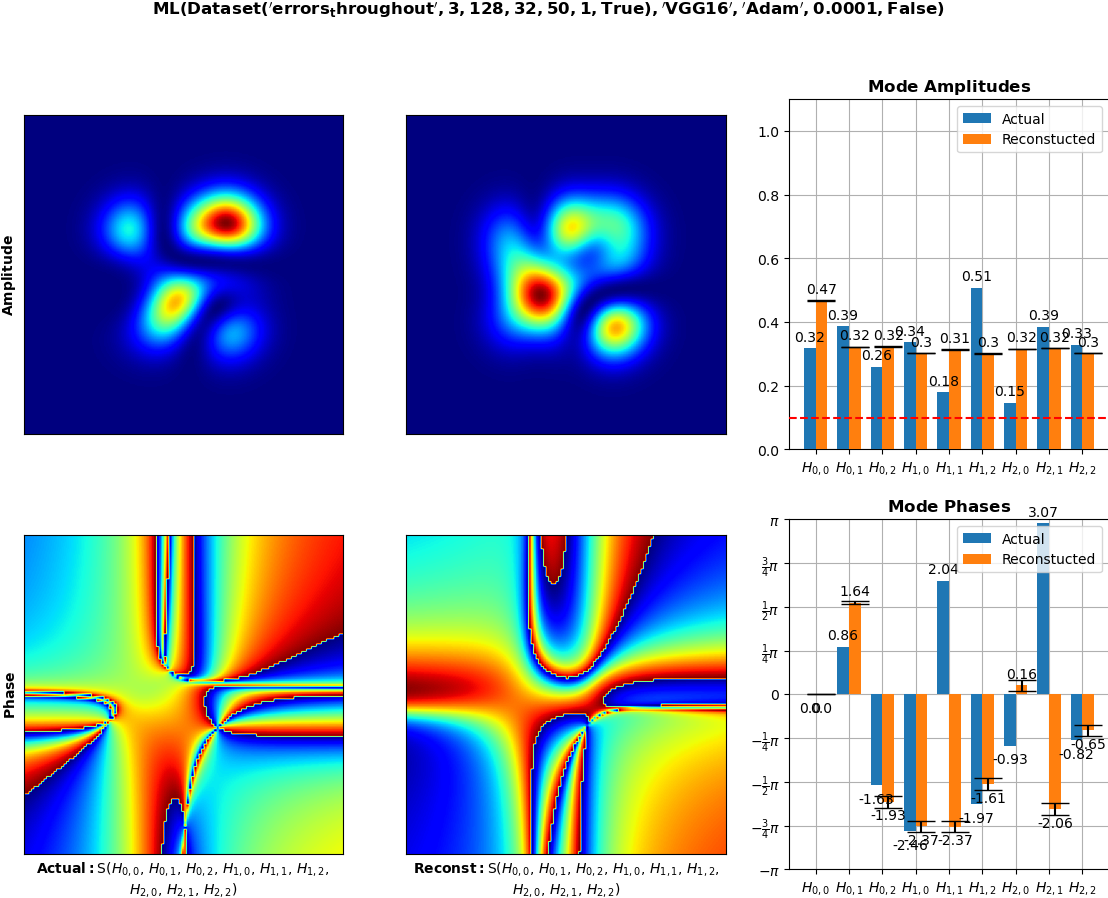 ML(Dataset('errors_throughout', 3, 128, 32, 50, 1, True), 'VGG16', 'Adam', 0.0001, False)
Amplitude
Mode Amplitudes
Actual
Reconstucted
1.0
0.8
0.6
0.4
0.2
0.0
0.32
0.47
0.39
0.32
0.26
0.32
0.34
0.3
0.18
0.31
0.51
0.3
0.15
0.32
0.39
0.32
0.33
0.3
H0,0 H0,1 H0,2 H1,0 H1,1 H1,2 H2,0 H2,1 H2,2
Phase
Mode Phases
Actual
Reconstucted
π
3/4π
1/2π
1/4π
0
−1/4π
−1/2π
−3/4π
−π
0.0
0.0
0.86
1.64
-1.63
-1.93
-2.46
-2.37
2.04
-2.37
-1.97
-1.61
-0.93
0.16
3.07
-2.06
-0.82
-0.65
H0,0 H0,1 H0,2 H1,0 H1,1 H1,2 H2,0 H2,1 H2,2
Actual: S(H0,0, H0,1, H0,2, H1,0, H1,1, H1,2,
H2,0, H2,1, H2,2)
Reconst: S(H0,0, H0,1, H0,2, H1,0, H1,1, H1,2,
H2,0, H2,1, H2,2)